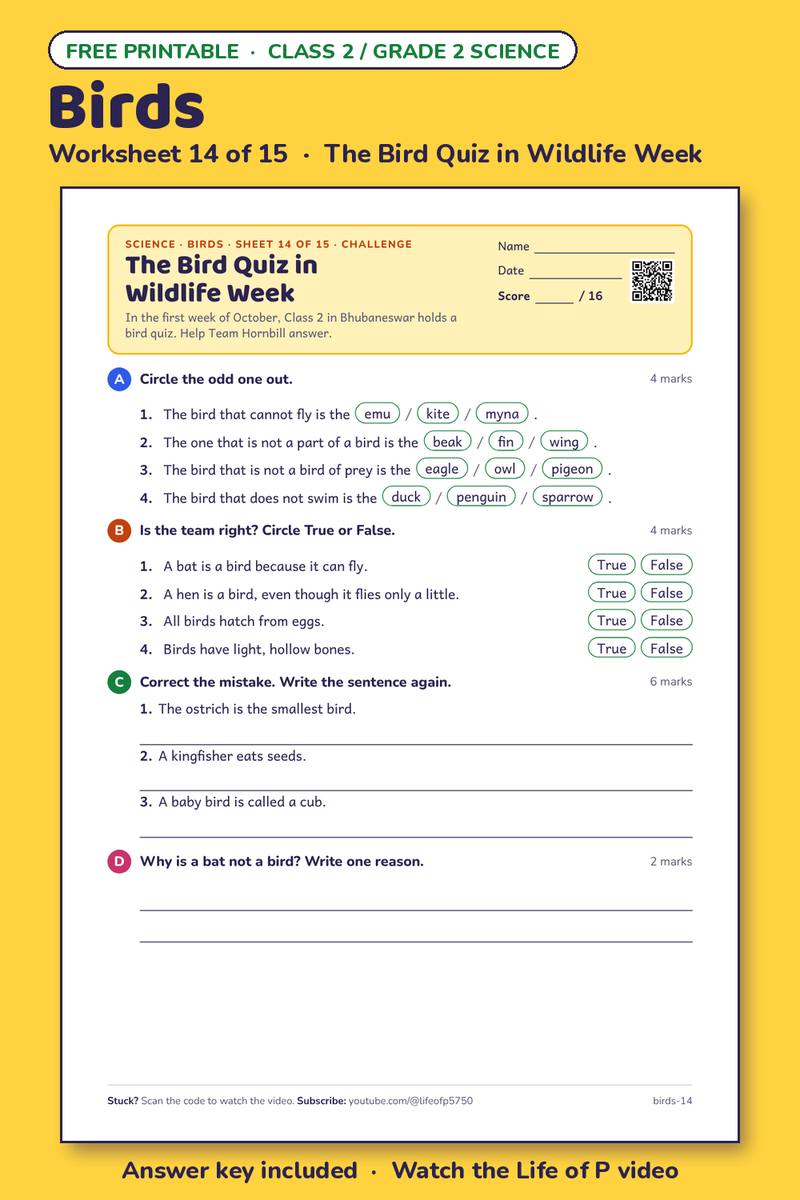 FREE PRINTABLE · CLASS 2 / GRADE 2 SCIENCE
Birds
Worksheet 14 of 15 · The Bird Quiz in Wildlife Week
SCIENCE · BIRDS · SHEET 14 OF 15 · CHALLENGE
The Bird Quiz in
Wildlife Week
In the first week of October, Class 2 in Bhubaneswar holds a
bird quiz. Help Team Hornbill answer.
Name
Date
Score / 16
A Circle the odd one out. 4 marks
1. The bird that cannot fly is the emu / kite / myna .
2. The one that is not a part of a bird is the beak / fin / wing .
3. The bird that is not a bird of prey is the eagle / owl / pigeon .
4. The bird that does not swim is the duck / penguin / sparrow .
B Is the team right? Circle True or False. 4 marks
1. A bat is a bird because it can fly. True False
2. A hen is a bird, even though it flies only a little. True False
3. All birds hatch from eggs. True False
4. Birds have light, hollow bones. True False
C Correct the mistake. Write the sentence again. 6 marks
1. The ostrich is the smallest bird.
2. A kingfisher eats seeds.
3. A baby bird is called a cub.
D Why is a bat not a bird? Write one reason. 2 marks
Stuck? Scan the code to watch the video. Subscribe: youtube.com/@lifeofp5750 birds-14
Answer key included · Watch the Life of P video